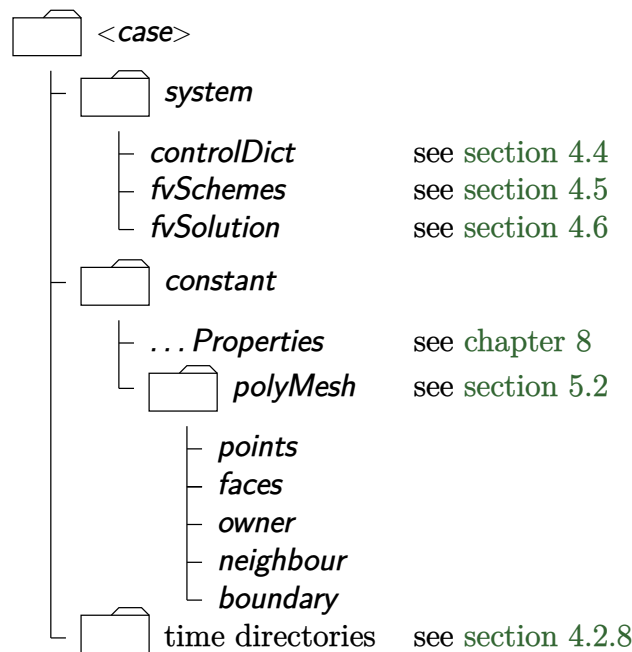 <case>
system
controlDict see section 4.4
fvSchemes see section 4.5
fvSolution see section 4.6
constant
...Properties see chapter 8
polyMesh see section 5.2
points
faces
owner
neighbour
boundary
time directories see section 4.2.8